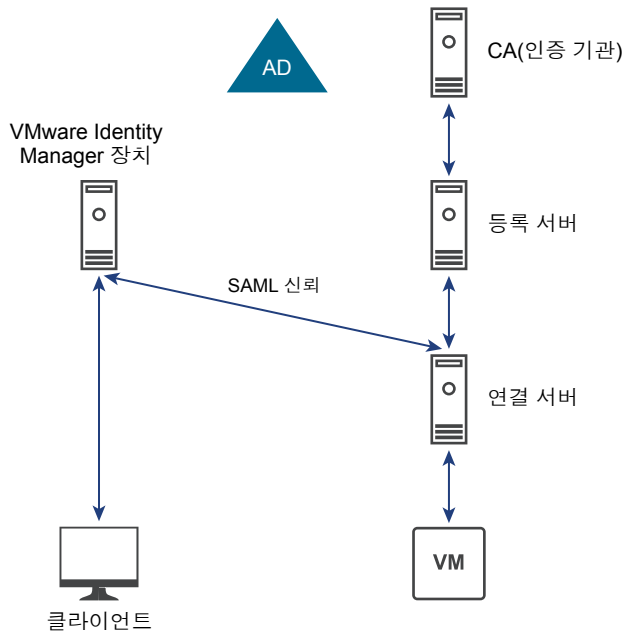 AD
CA(인증 기관)
VMware Identity
Manager 장치
등록 서버
SAML 신뢰
연결 서버
VM
클라이언트